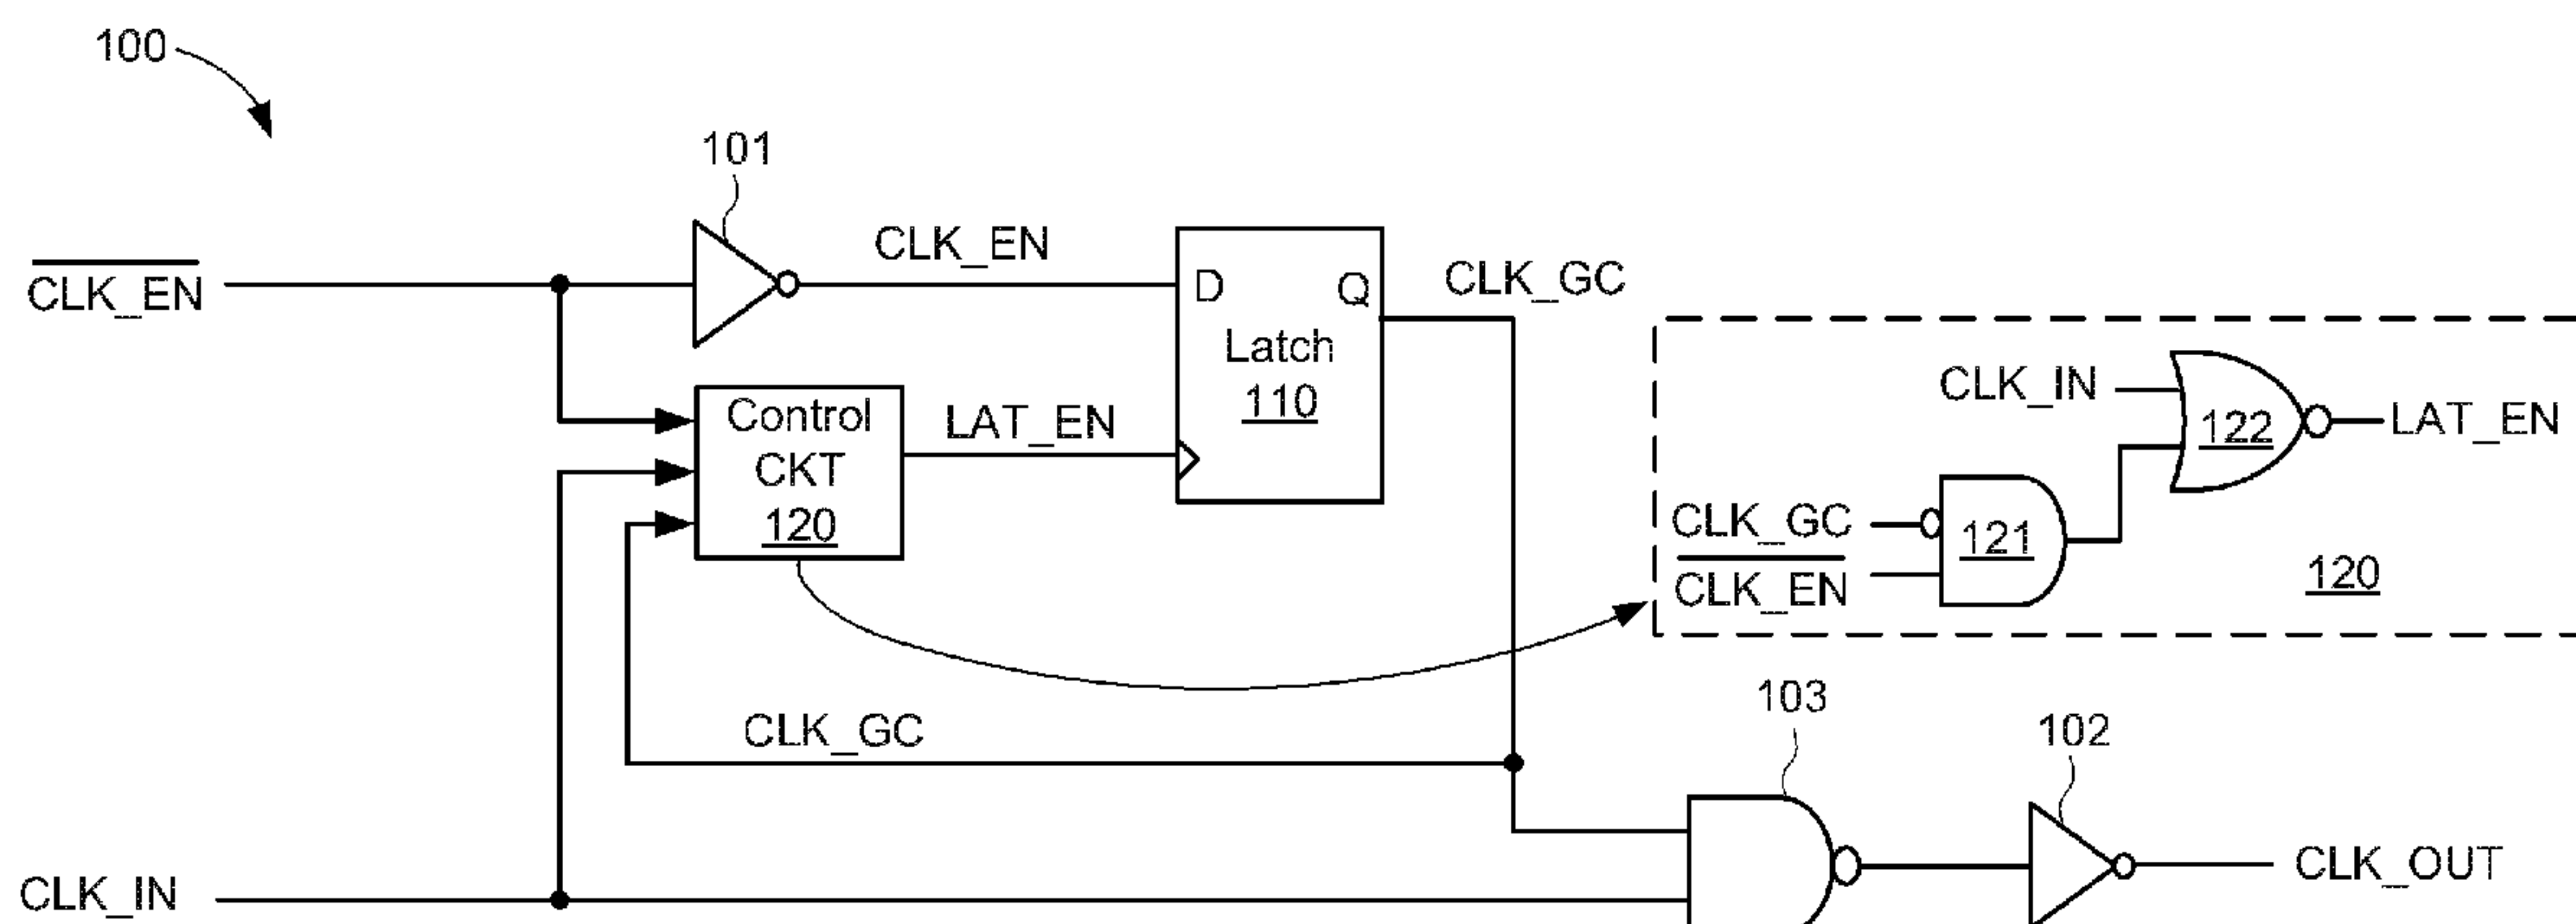 100
101
CLK_EN
CLK_EN
D
Q
CLK_GC
Latch
110
Control
CKT
120
LAT_EN
CLK_IN
122
LAT_EN
CLK_GC
121
CLK_EN
120
CLK_GC
103
102
CLK_OUT
CLK_IN